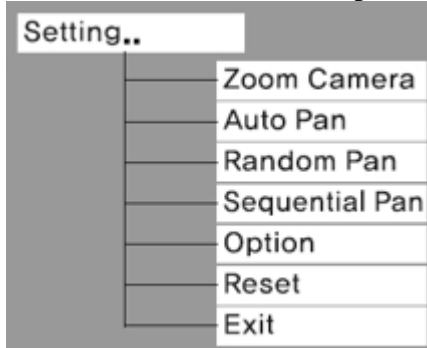 Setting..
Zoom Camera
Auto Pan
Random Pan
Sequential Pan
Option
Reset
Exit